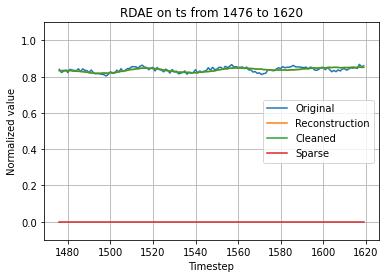 RDAE on ts from 1476 to 1620
Normalized value
1.0
0.8
0.6
0.4
0.2
0.0
Original
Reconstruction
Cleaned
Sparse
1480 1500 1520 1540 1560 1580 1600 1620
Timestep